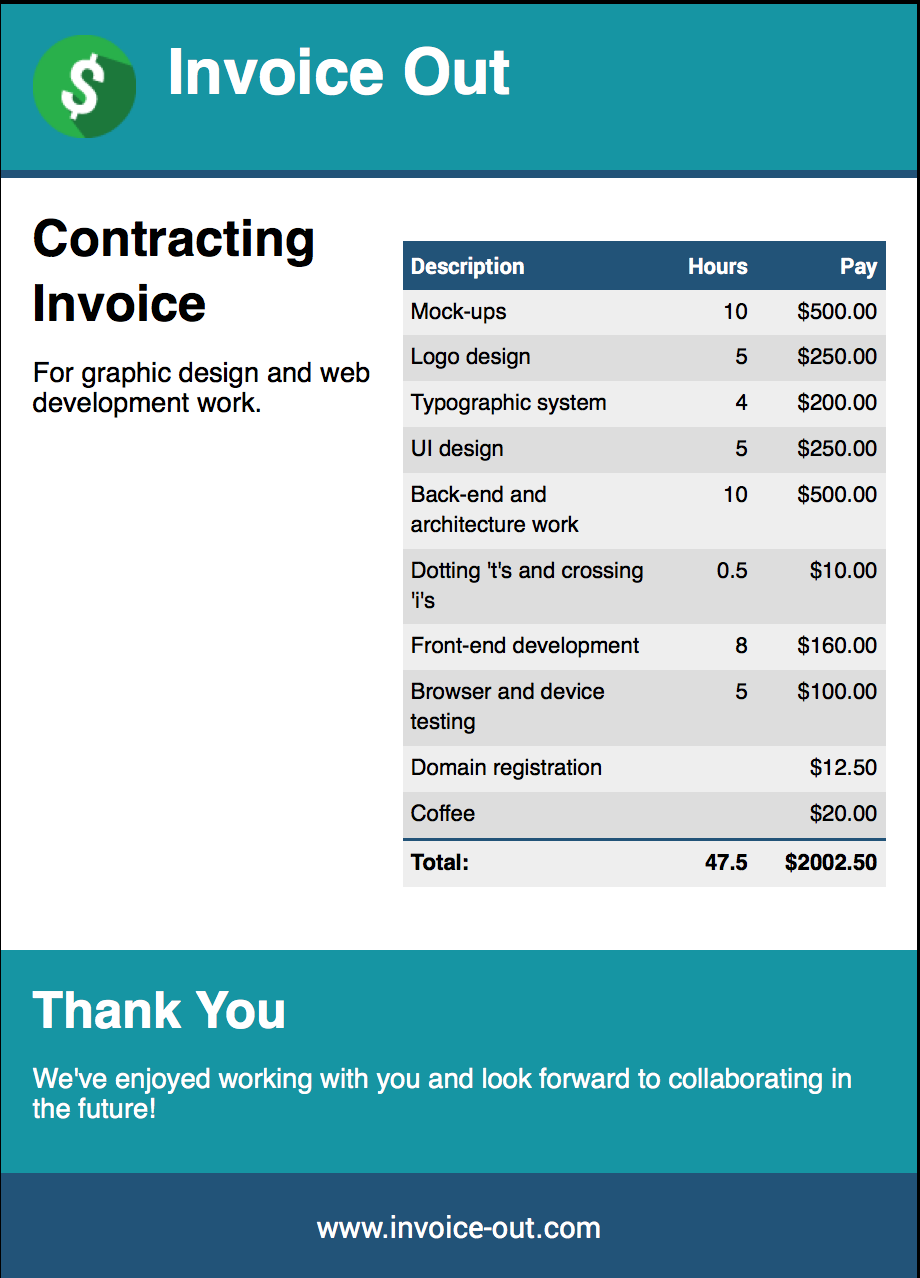 $
Invoice Out
Contracting
Invoice
For graphic design and web
development work.
Description Hours Pay
Mock-ups 10 $500.00
Logo design 5 $250.00
Typographic system 4 $200.00
UI design 5 $250.00
Back-end and 10 $500.00
architecture work
Dotting 't's and crossing 0.5 $10.00
'i's
Front-end development 8 $160.00
Browser and device 5 $100.00
testing
Domain registration $12.50
Coffee $20.00
Total: 47.5 $2002.50
Thank You
We've enjoyed working with you and look forward to collaborating in
the future!
www.invoice-out.com